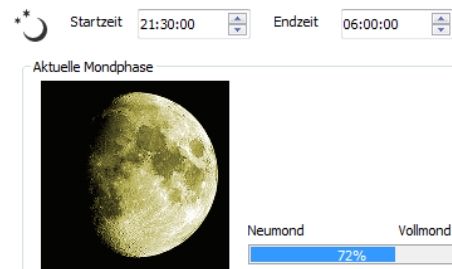 Startzeit 21:30:00 Endzeit 06:00:00
Aktuelle Mondphase
Neumond Vollmond
72%